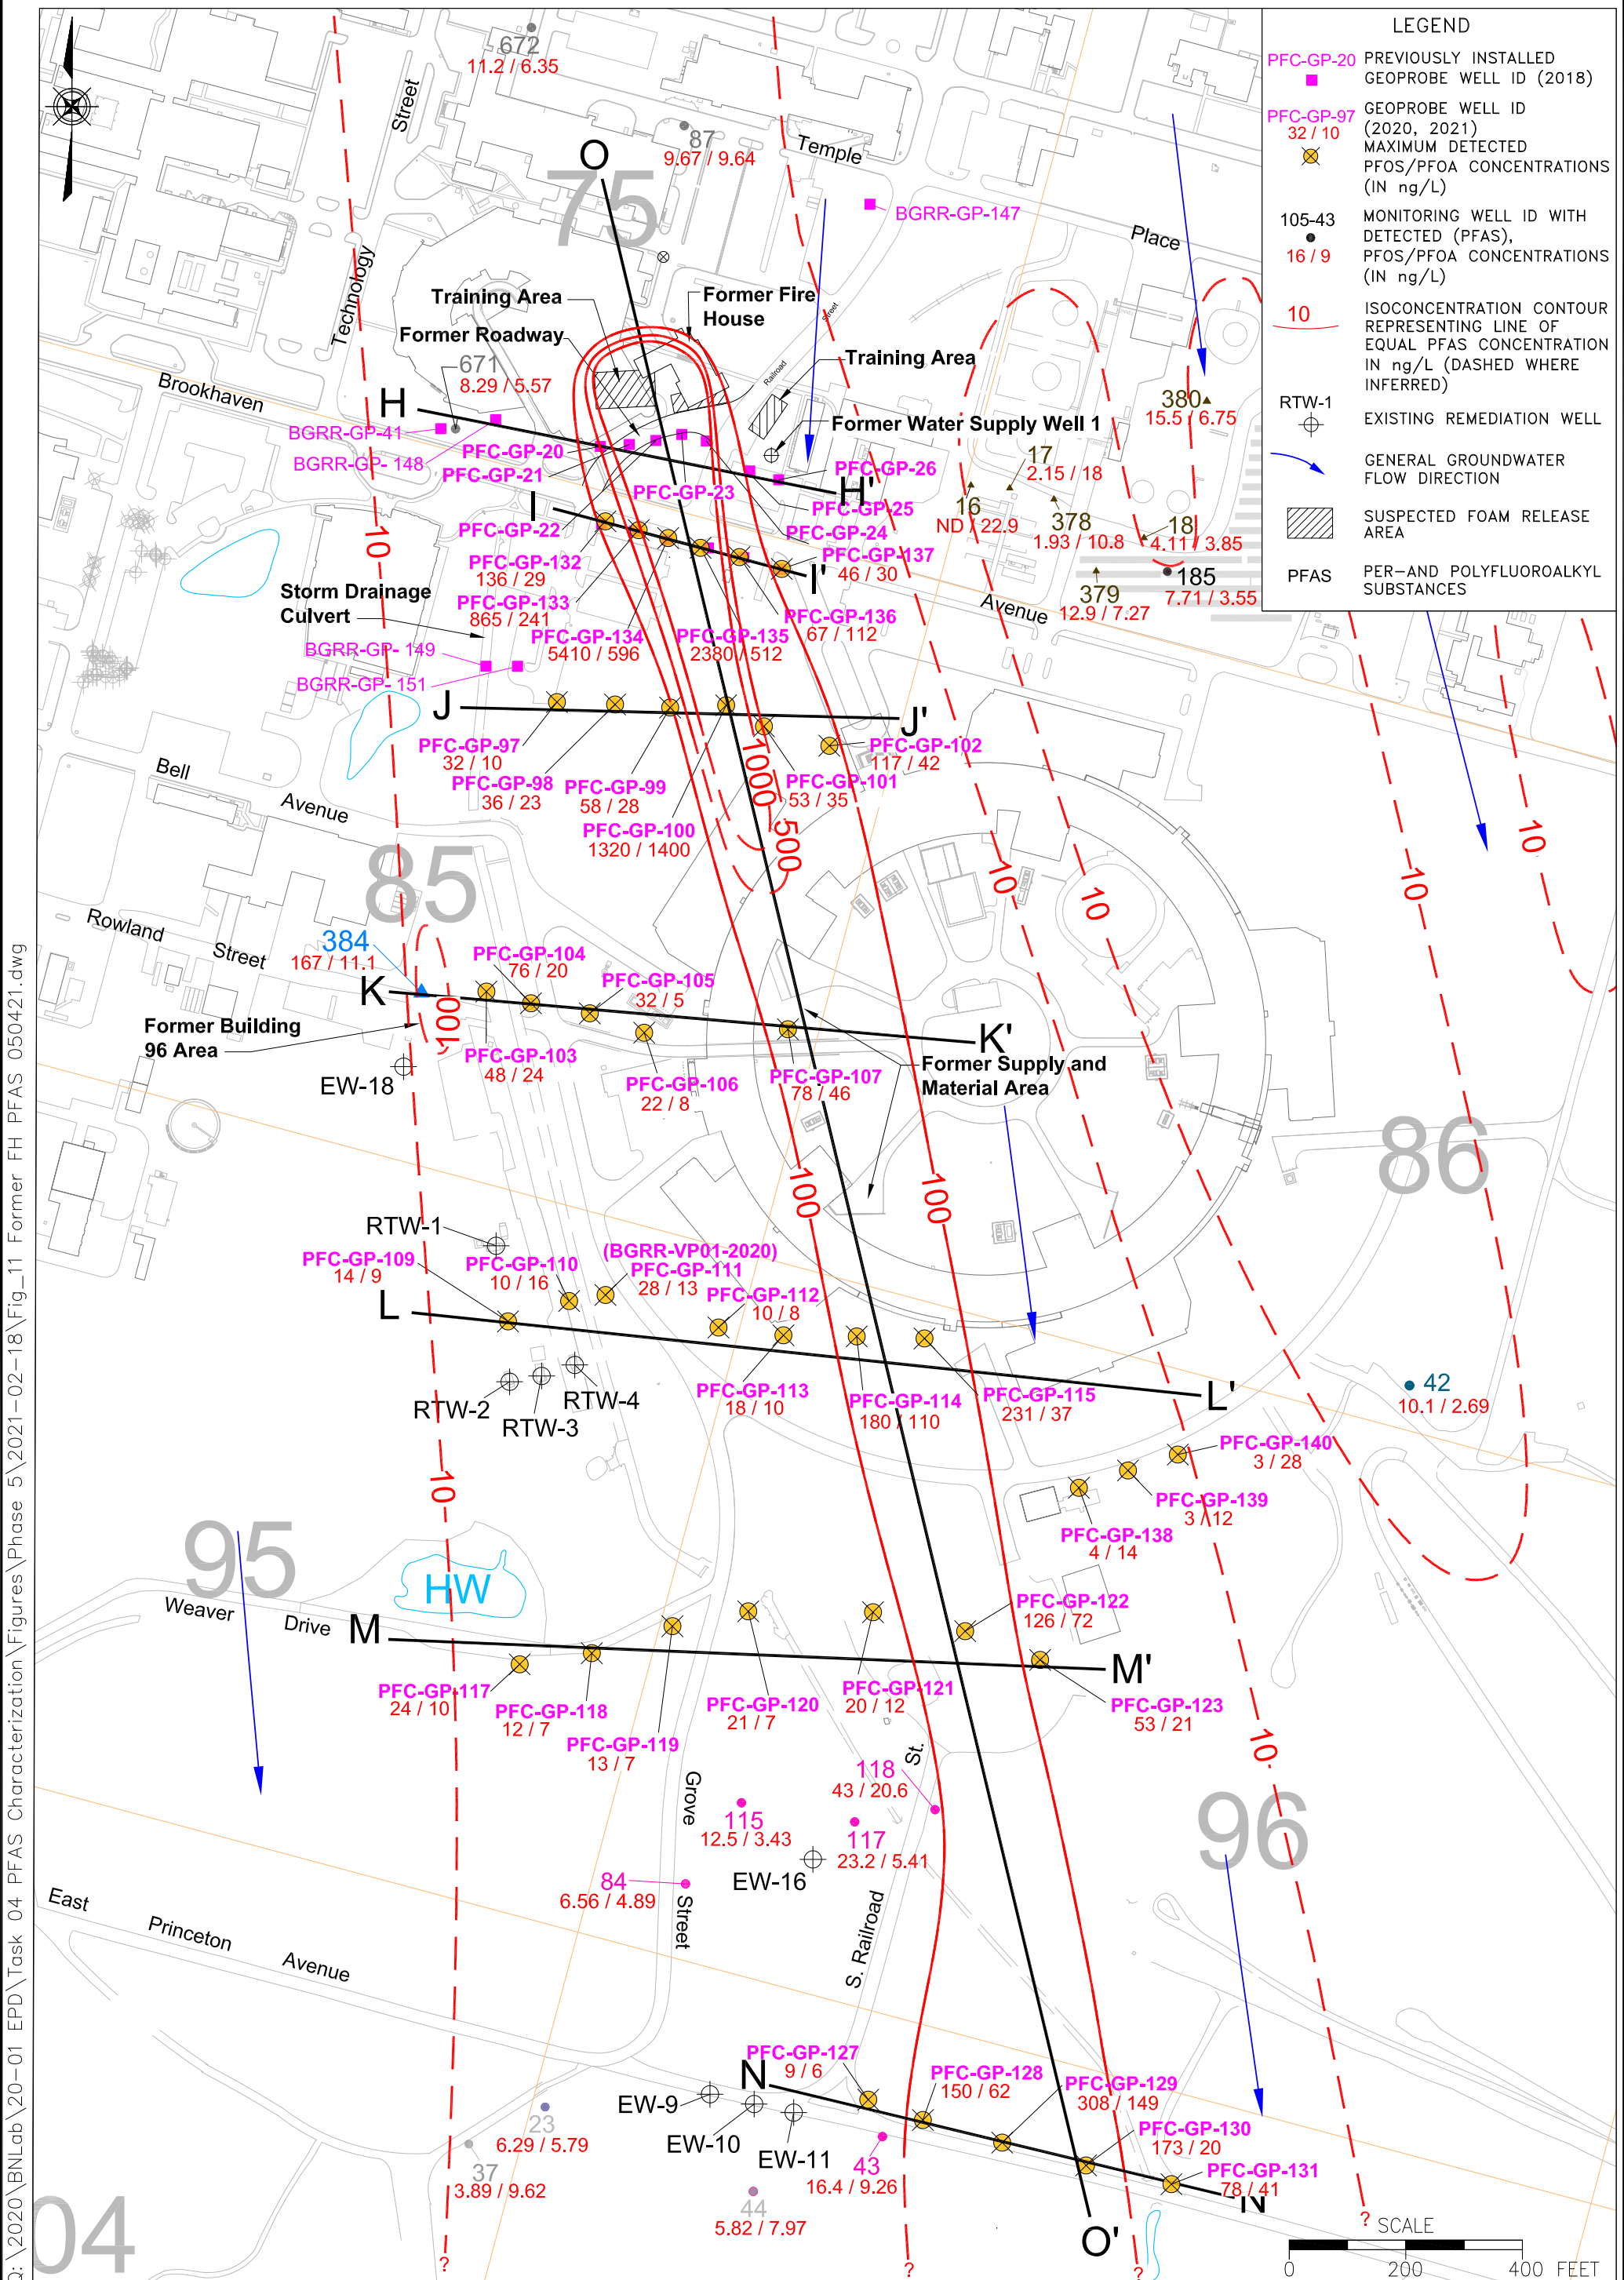 LEGEND
PFC-GP-20
PREVIOUSLY INSTALLED
GEOPROBE WELL ID (2018)
PFC-GP-97
32 / 10
GEOPROBE WELL ID
(2020, 2021)
MAXIMUM DETECTED
PFOS/PFOA CONCENTRATIONS
(IN ng/L)
105-43
16 / 9
MONITORING WELL ID WITH
DETECTED (PFAS),
PFOS/PFOA CONCENTRATIONS
(IN ng/L)
10
ISOCONCENTRATION CONTOUR
REPRESENTING LINE OF
EQUAL PFAS CONCENTRATION
IN ng/L (DASHED WHERE
INFERRED)
RTW-1
EXISTING REMEDIATION WELL
GENERAL GROUNDWATER
FLOW DIRECTION
SUSPECTED FOAM RELEASE
AREA
PFAS
PER-AND POLYFLUOROALKYL
SUBSTANCES
672
11.2 / 6.35
Street
87
9.67 / 9.64
Temple
O
75
BGRR-GP-147
Place
Technology
Training Area
Former Fire
House
Former Roadway
Street
Railroad
Training Area
671
8.29 / 5.57
Brookhaven
H
380
15.5 / 6.75
Former Water Supply Well 1
BGRR-GP-41
BGRR-GP- 148
PFC-GP-20
PFC-GP-21
17
2.15 / 18
PFC-GP-26
H'
PFC-GP-23
PFC-GP-25
I
16
ND / 22.9
378
1.93 / 10.8
18
4.11 / 3.85
PFC-GP-22
PFC-GP-24
10
PFC-GP-132
136 / 29
PFC-GP-137
46 / 30
I'
185
7.71 / 3.55
379
12.9 / 7.27
Storm Drainage
Culvert
PFC-GP-133
865 / 241
PFC-GP-136
67 / 112
Avenue
PFC-GP-134
5410 / 596
PFC-GP-135
2380 / 512
BGRR-GP- 149
BGRR-GP- 151
J
J'
PFC-GP-97
32 / 10
PFC-GP-102
117 / 42
PFC-GP-98
36 / 23
PFC-GP-99
58 / 28
1000
PFC-GP-101
53 / 35
Bell
Avenue
PFC-GP-100
1320 / 1400
500
10
85
10
10
10
Rowland
Street
384
167 / 11.1
PFC-GP-104
76 / 20
PFC-GP-105
32 / 5
K
100
Former Building
96 Area
K'
PFC-GP-103
48 / 24
EW-18
PFC-GP-106
22 / 8
PFC-GP-107
78 / 46
Former Supply and
Material Area
86
100
100
RTW-1
PFC-GP-109
14 / 9
PFC-GP-110
10 / 16
(BGRR-VP01-2020)
PFC-GP-111
28 / 13
PFC-GP-112
10 / 8
L
RTW-2
RTW-3
RTW-4
PFC-GP-113
18 / 10
PFC-GP-114
180 / 110
PFC-GP-115
231 / 37
L'
42
10.1 / 2.69
10
PFC-GP-140
3 / 28
PFC-GP-139
3 / 12
PFC-GP-138
4 / 14
95
HW
Weaver
Drive
M
PFC-GP-122
126 / 72
M'
PFC-GP-117
24 / 10
PFC-GP-118
12 / 7
PFC-GP-119
13 / 7
PFC-GP-120
21 / 7
PFC-GP-121
20 / 12
PFC-GP-123
53 / 21
10
St.
118
43 / 20.6
Grove
115
12.5 / 3.43
117
23.2 / 5.41
EW-16
96
84
6.56 / 4.89
Street
S. Railroad
East
Princeton
Avenue
PFC-GP-127
9 / 6
N
PFC-GP-128
150 / 62
PFC-GP-129
308 / 149
EW-9
EW-10
EW-11
23
6.29 / 5.79
PFC-GP-130
173 / 20
37
3.89 / 9.62
43
16.4 / 9.26
PFC-GP-131
78 / 41
N
44
5.82 / 7.97
04
O'
?
?
?
?
SCALE
0
200
400 FEET
Q:\2020\BNLab\20-01 EPD\Task 04 PFAS Characterization\Figures\Phase 5\2021-02-18\Fig_11 Former FH PFAS 050421.dwg